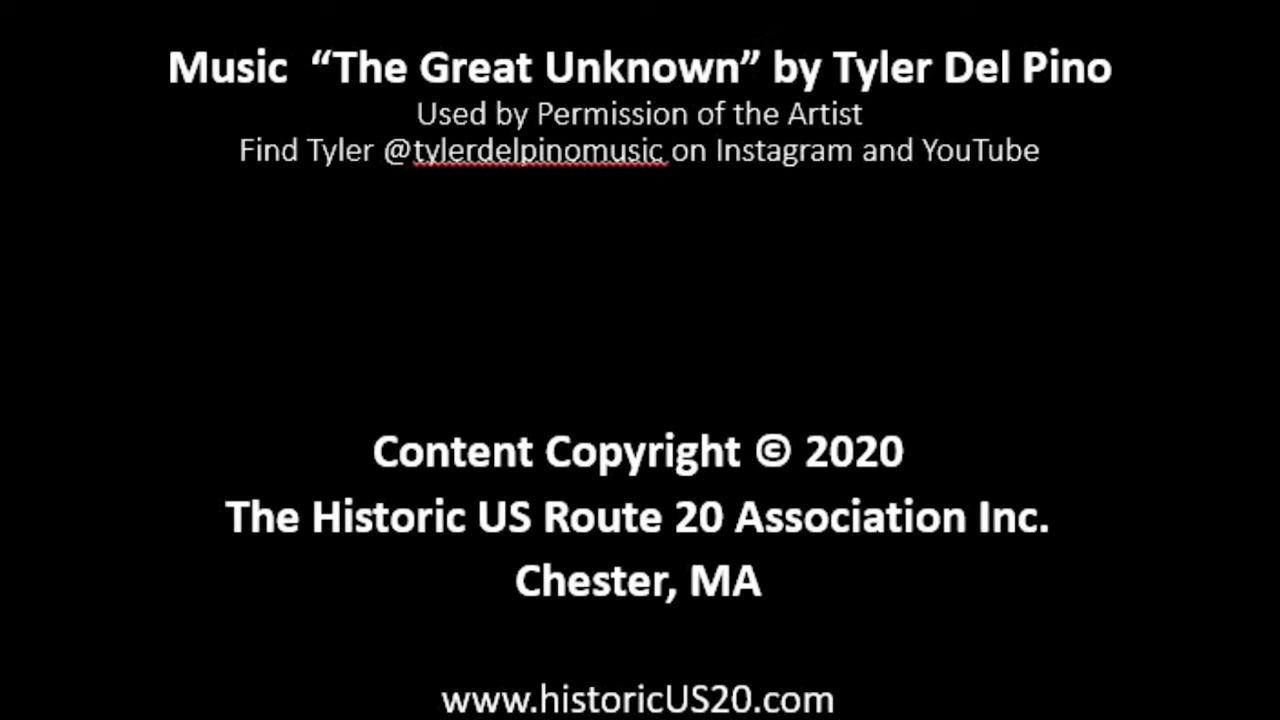 Music “The Great Unknown” by Tyler Del Pino
Used by Permission of the Artist
Find Tyler @tylerdelpinomusic on Instagram and YouTube
Content Copyright © 2020
The Historic US Route 20 Association Inc.
Chester, MA
www.historicUS20.com